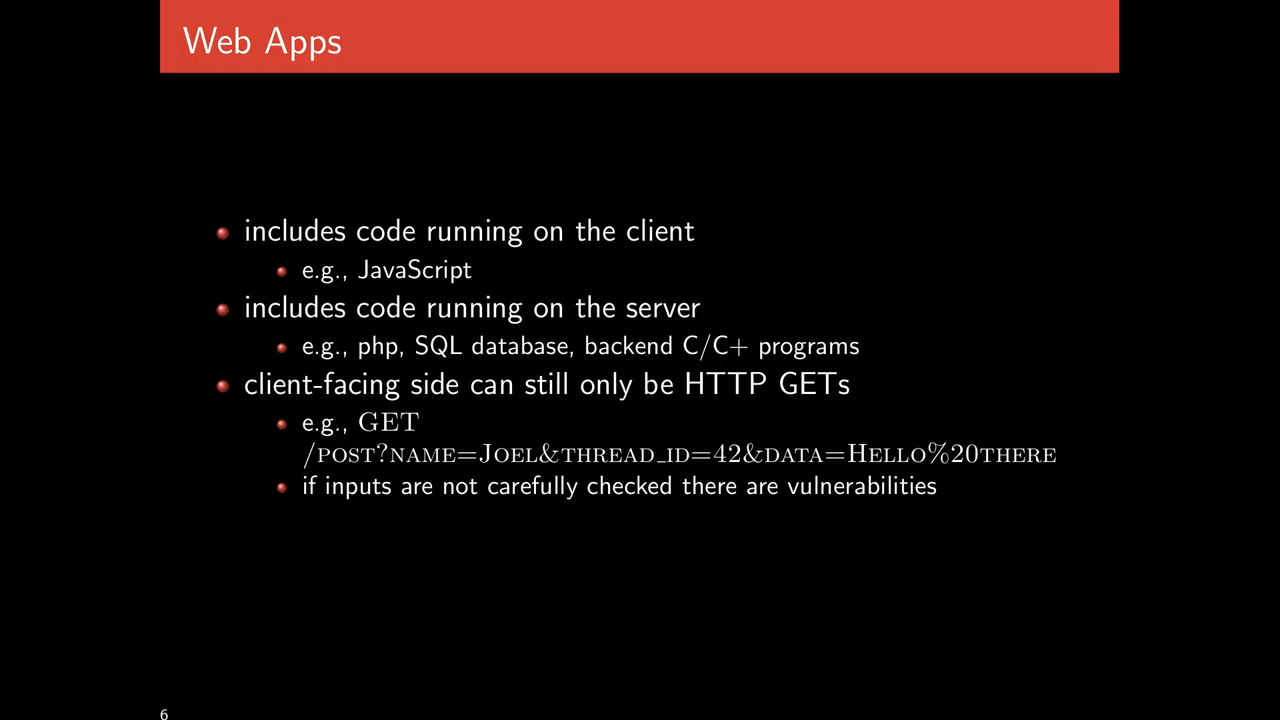 Web Apps
includes code running on the client
e.g., JavaScript
includes code running on the server
e.g., php, SQL database, backend C/C+ programs
client-facing side can still only be HTTP GETs
e.g., GET
/post?name=Joel&thread_id=42&data=Hello%20there
if inputs are not carefully checked there are vulnerabilities
6